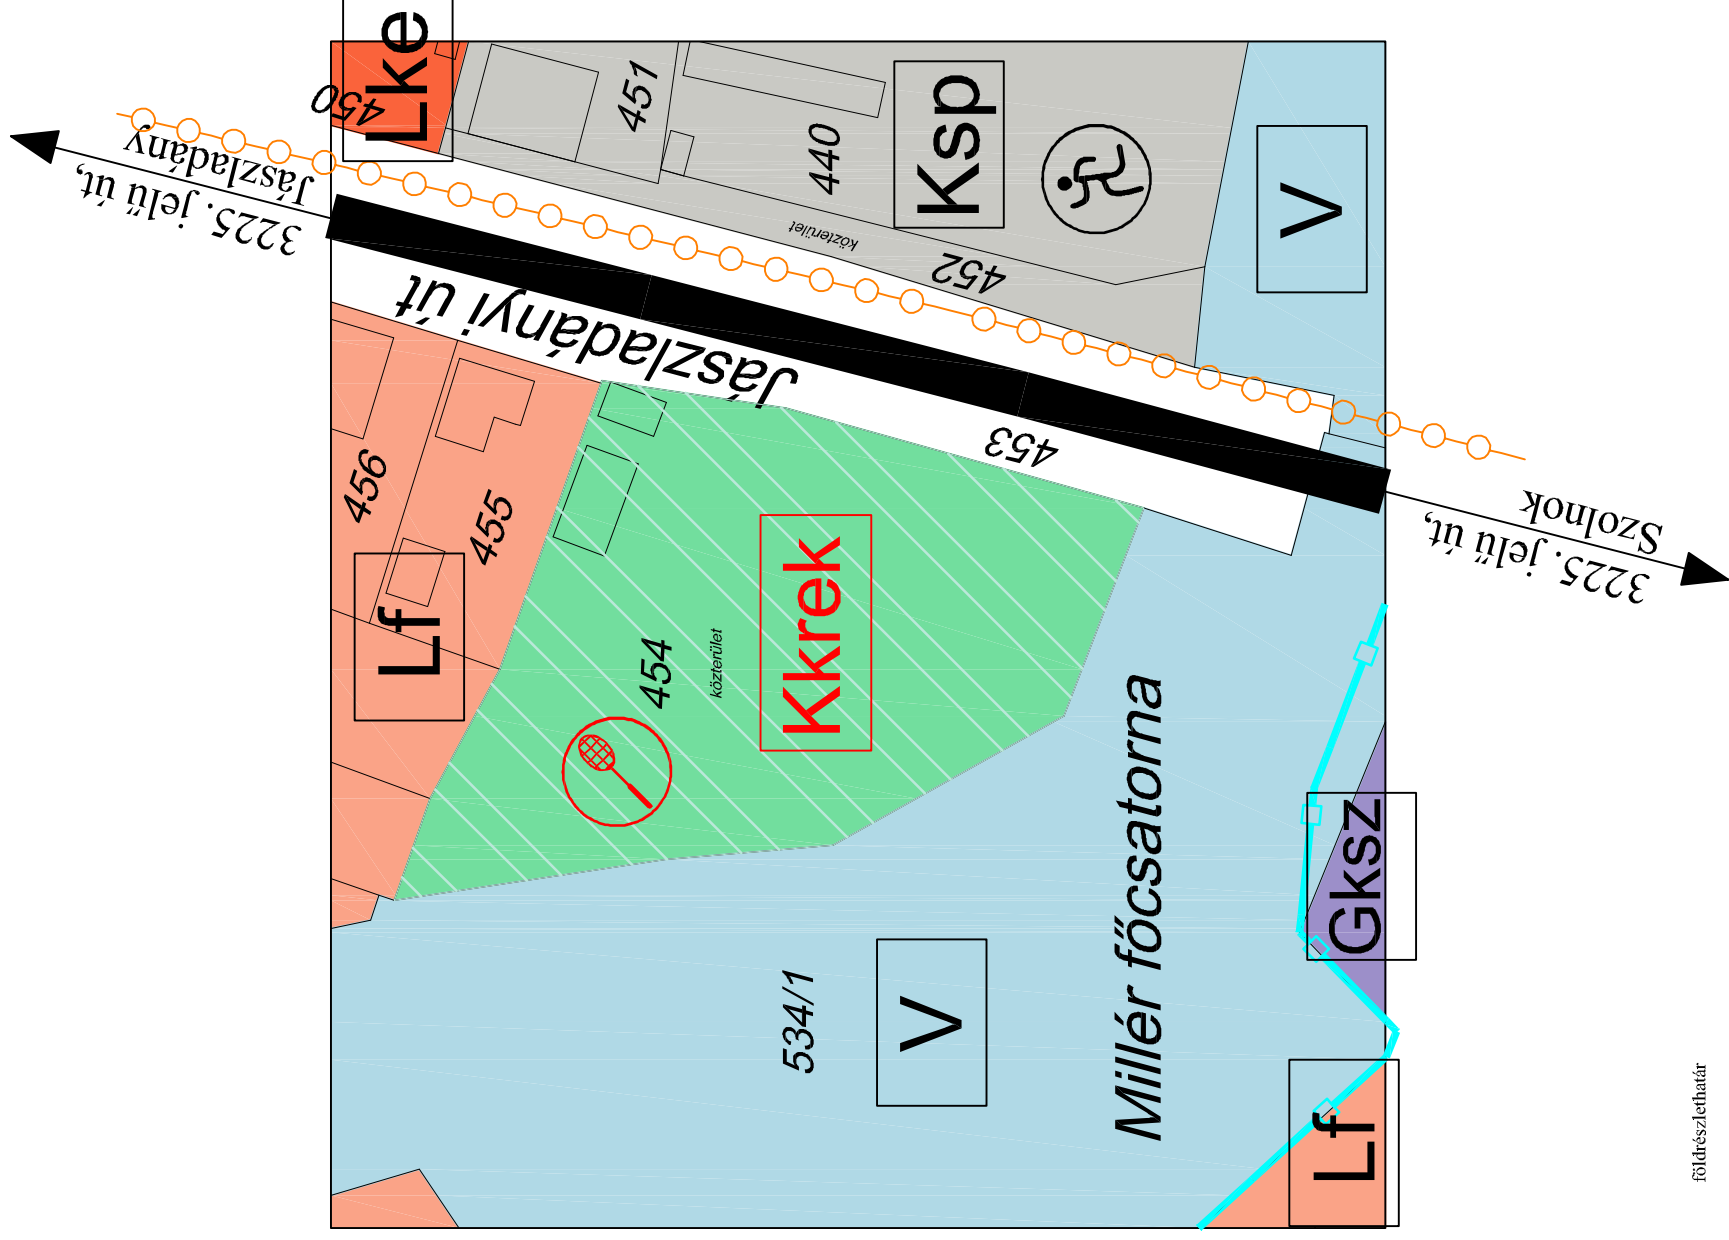 Lke
450
451
440
Ksp
V
Jászladány
3225. jelű út,
közterület
452
Jászladányi út
453
456
455
Lf
454
közterület
Kkrek
Szolnok
3225. jelű út,
Millér főcsatorna
Gksz
534/1
V
Lf
földrészlethatár